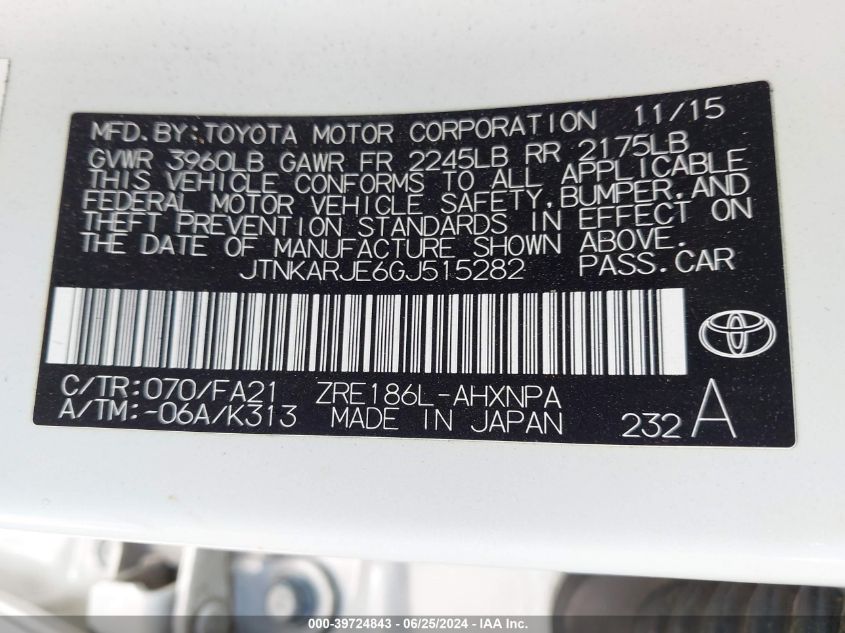 MFD. BY: TOYOTA MOTOR CORPORATION 11/15
GVWR 3960LB GAWR FR 2245LB RR 2175LB
THIS VEHICLE CONFORMS TO ALL APPLICABLE
FEDERAL MOTOR VEHICLE SAFETY, BUMPER, AND
THEFT PREVENTION STANDARDS IN EFFECT ON
THE DATE OF MANUFACTURE SHOWN ABOVE.
JTNKARJE6GJ515282 PASS. CAR
C/TR: 070/FA21 ZRE186L-AHXNPA
A/TM: -06A/K313 MADE IN JAPAN 232 A
000-39724843 / 06/25/2024 - IAA Inc.